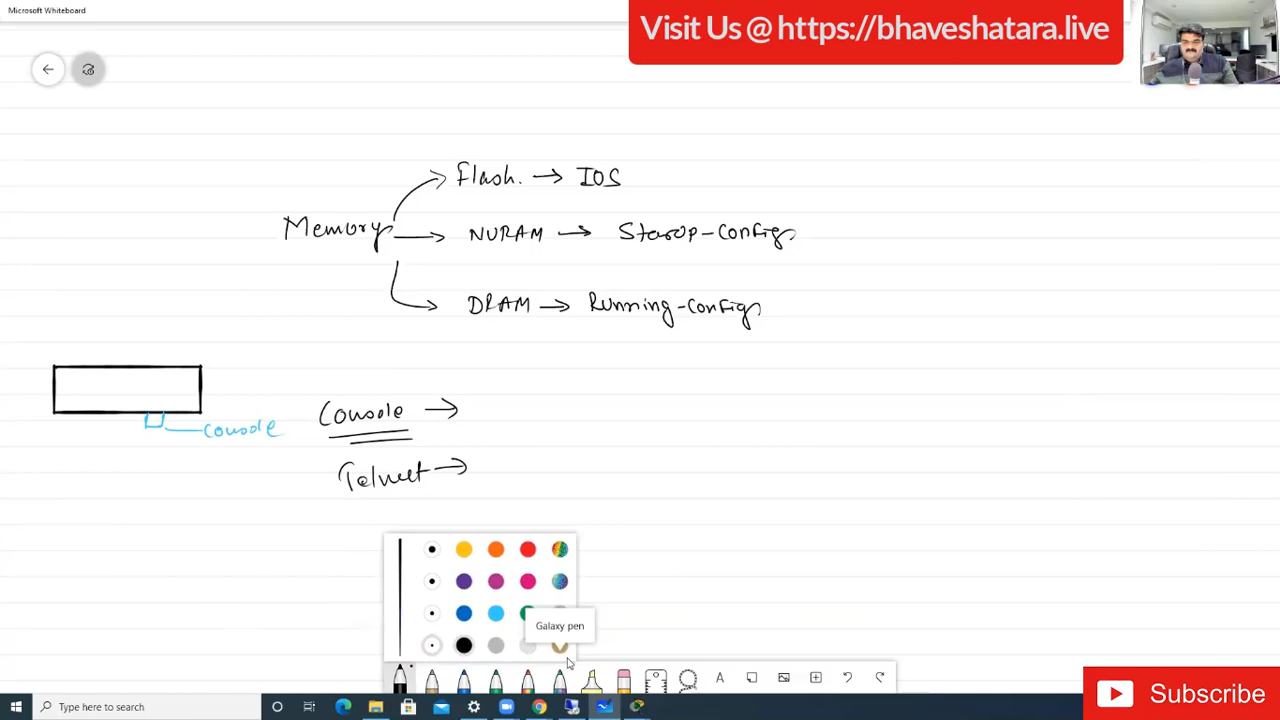 Microsoft Whiteboard
Visit Us @ https://bhaveshatara.live
Flash. → IOS
Memory → NVRAM → Starup-Config
DRAM → Running-Config
Console
Console →
Telnet →
Galaxy pen
A
Type here to search
Subscribe